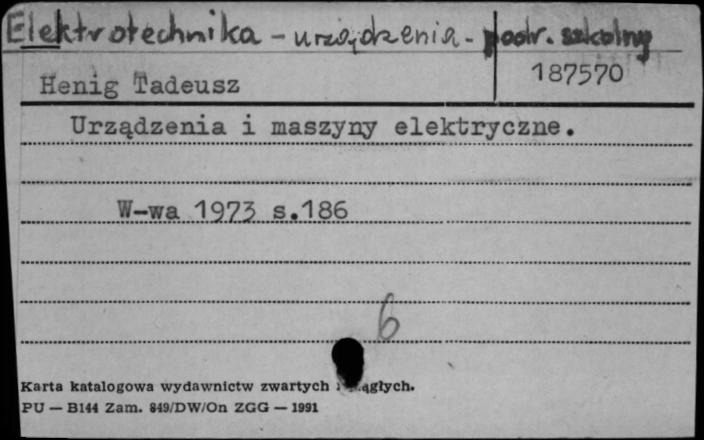 Elektrotechnika - urządzenia - podr. szkolny
Henig Tadeusz
187570
Urządzenia i maszyny elektryczne.
W-wa 1973 s.186
6
Karta katalogowa wydawnictw zwartych i ciągłych.
PU — B144 Zam. 849/DW/On ZGG — 1991